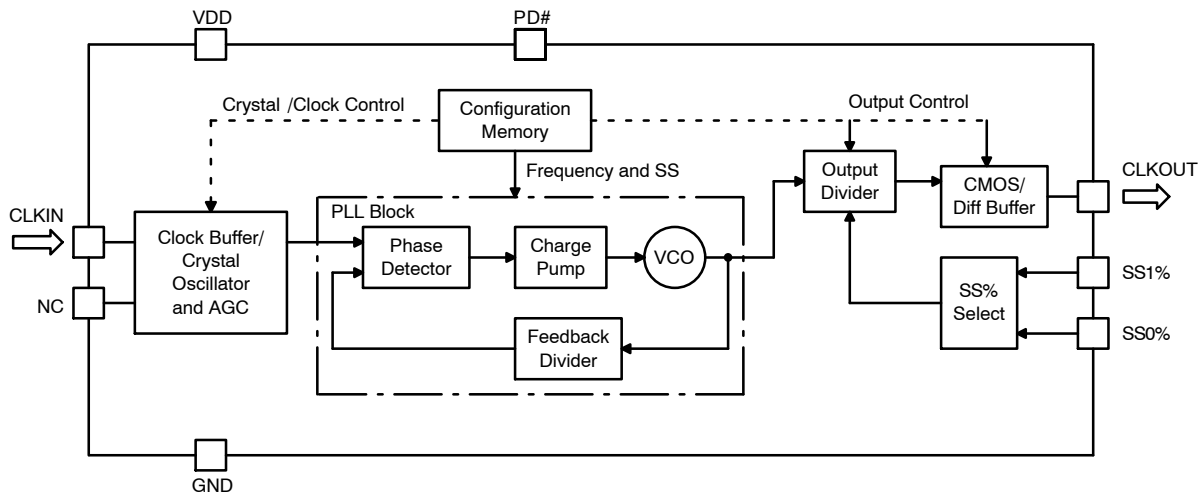 VDD
PD#
Crystal /Clock Control
Configuration
Memory
Output Control
Frequency and SS
Output
Divider
CMOS/
Diff Buffer
CLKOUT
CLKIN
Clock Buffer/
Crystal
Oscillator
and AGC
PLL Block
Phase
Detector
Charge
Pump
VCO
NC
SS%
Select
SS1%
SS0%
Feedback
Divider
GND